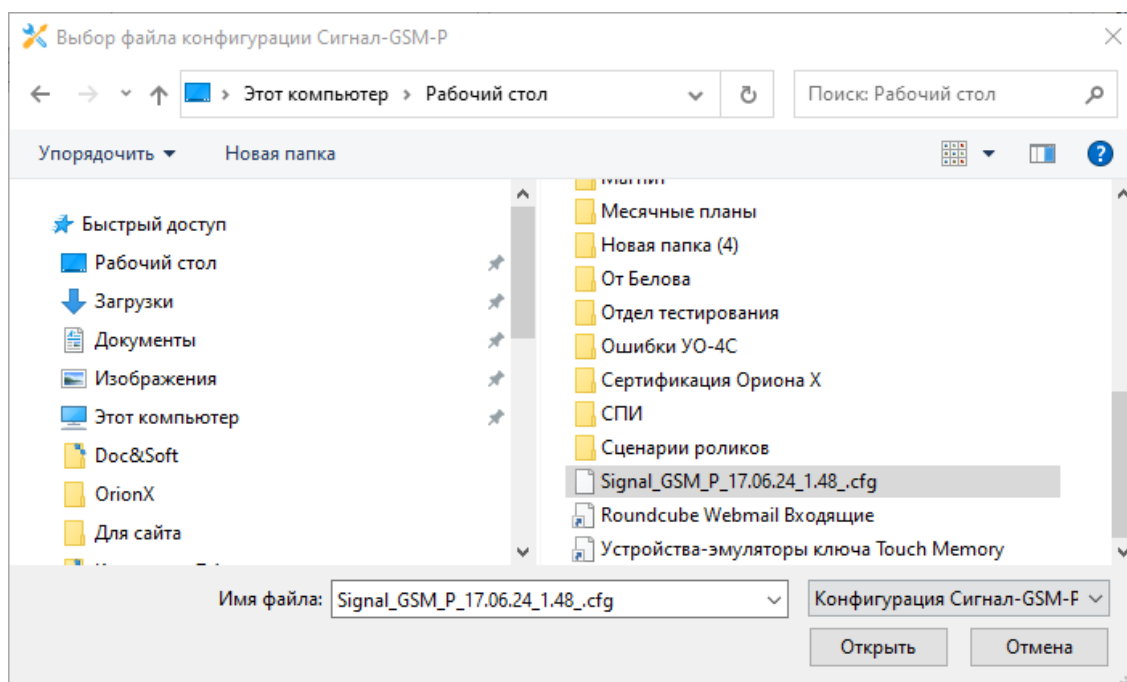 Выбор файла конфигурации Сигнал-GSM-P
Этот компьютер › Рабочий стол
Поиск: Рабочий стол
Упорядочить
Новая папка
Быстрый доступ
Рабочий стол
Загрузки
Документы
Изображения
Этот компьютер
Doc&Soft
OrionX
Для сайта
Магнит
Месячные планы
Новая папка (4)
От Белова
Отдел тестирования
Ошибки УО-4С
Сертификация Ориона X
СПИ
Сценарии роликов
Signal_GSM_P_17.06.24_1.48_.cfg
Roundcube Webmail Входящие
Устройства-эмуляторы ключа Touch Memory
Имя файла: Signal_GSM_P_17.06.24_1.48_.cfg
Конфигурация Сигнал-GSM-P
Открыть
Отмена